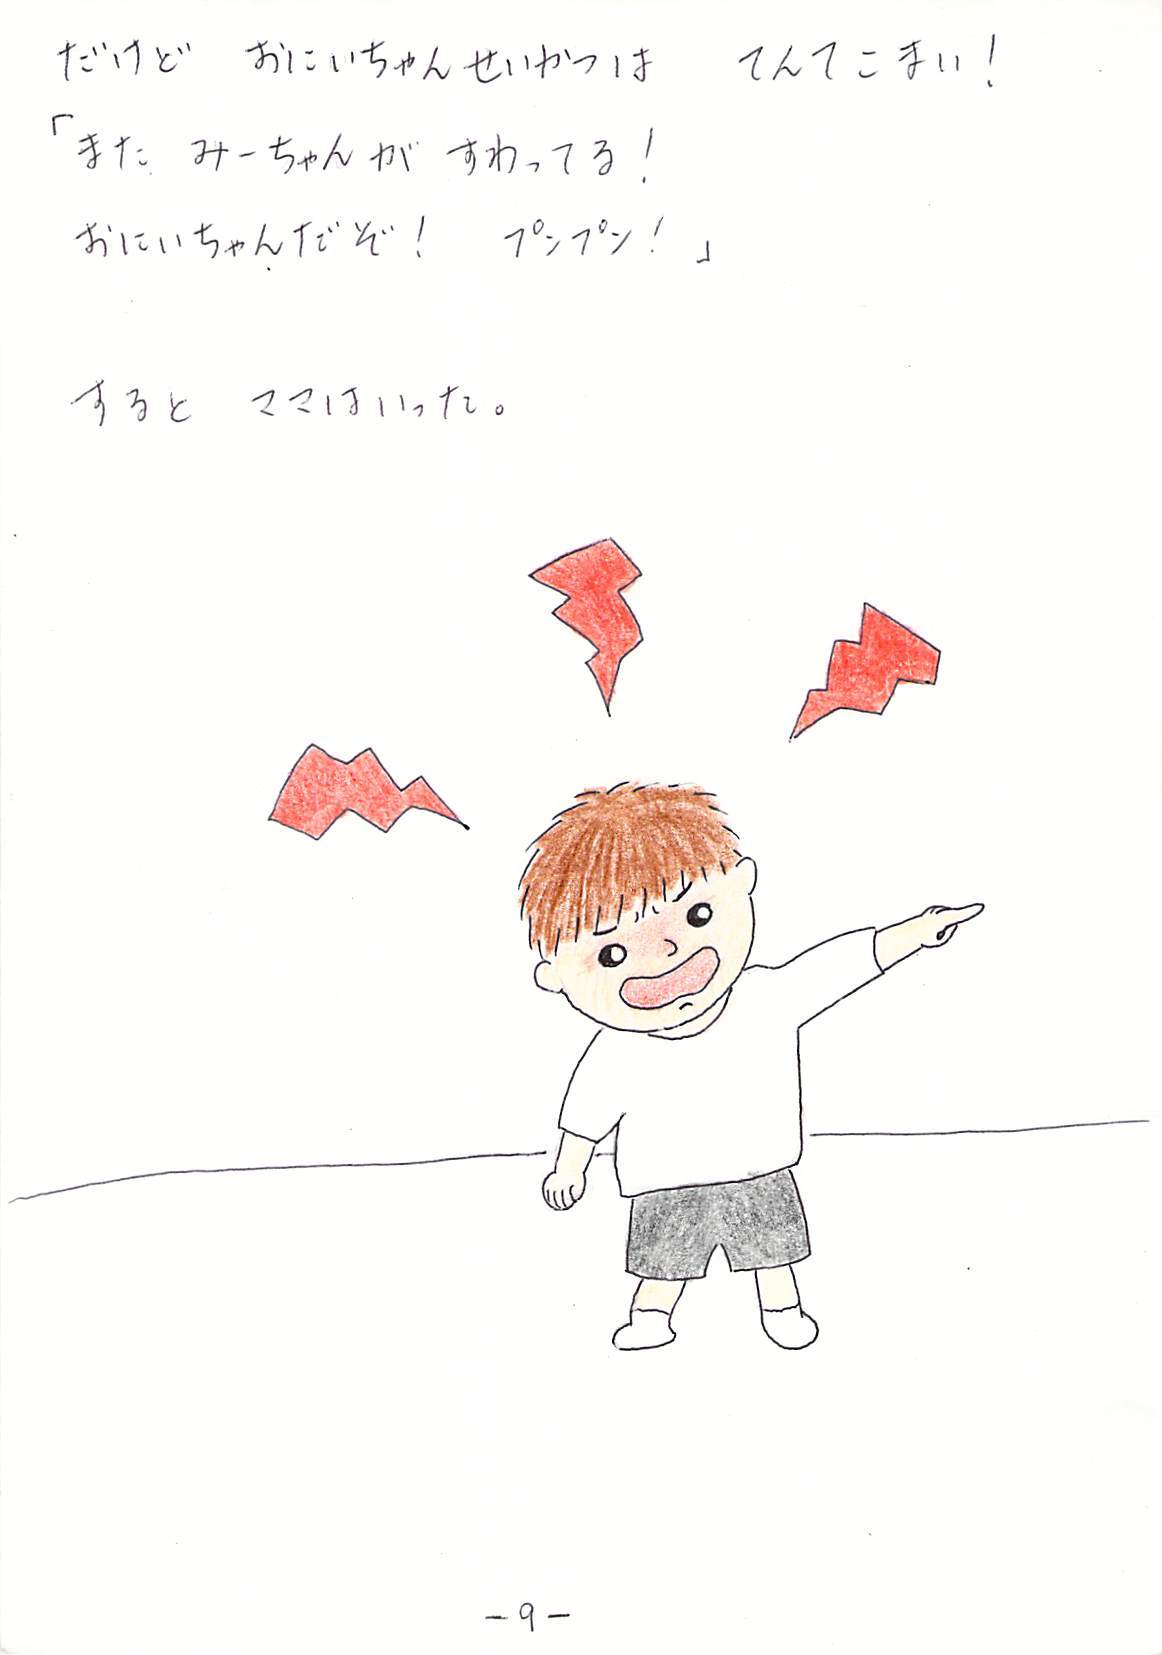 だけど　おにいちゃんせいかつは　てんてこまい！
「また　みーちゃんが　すわってる！
おにいちゃんだぞ！　プンプン！」
すると　ママはいった。
-9-